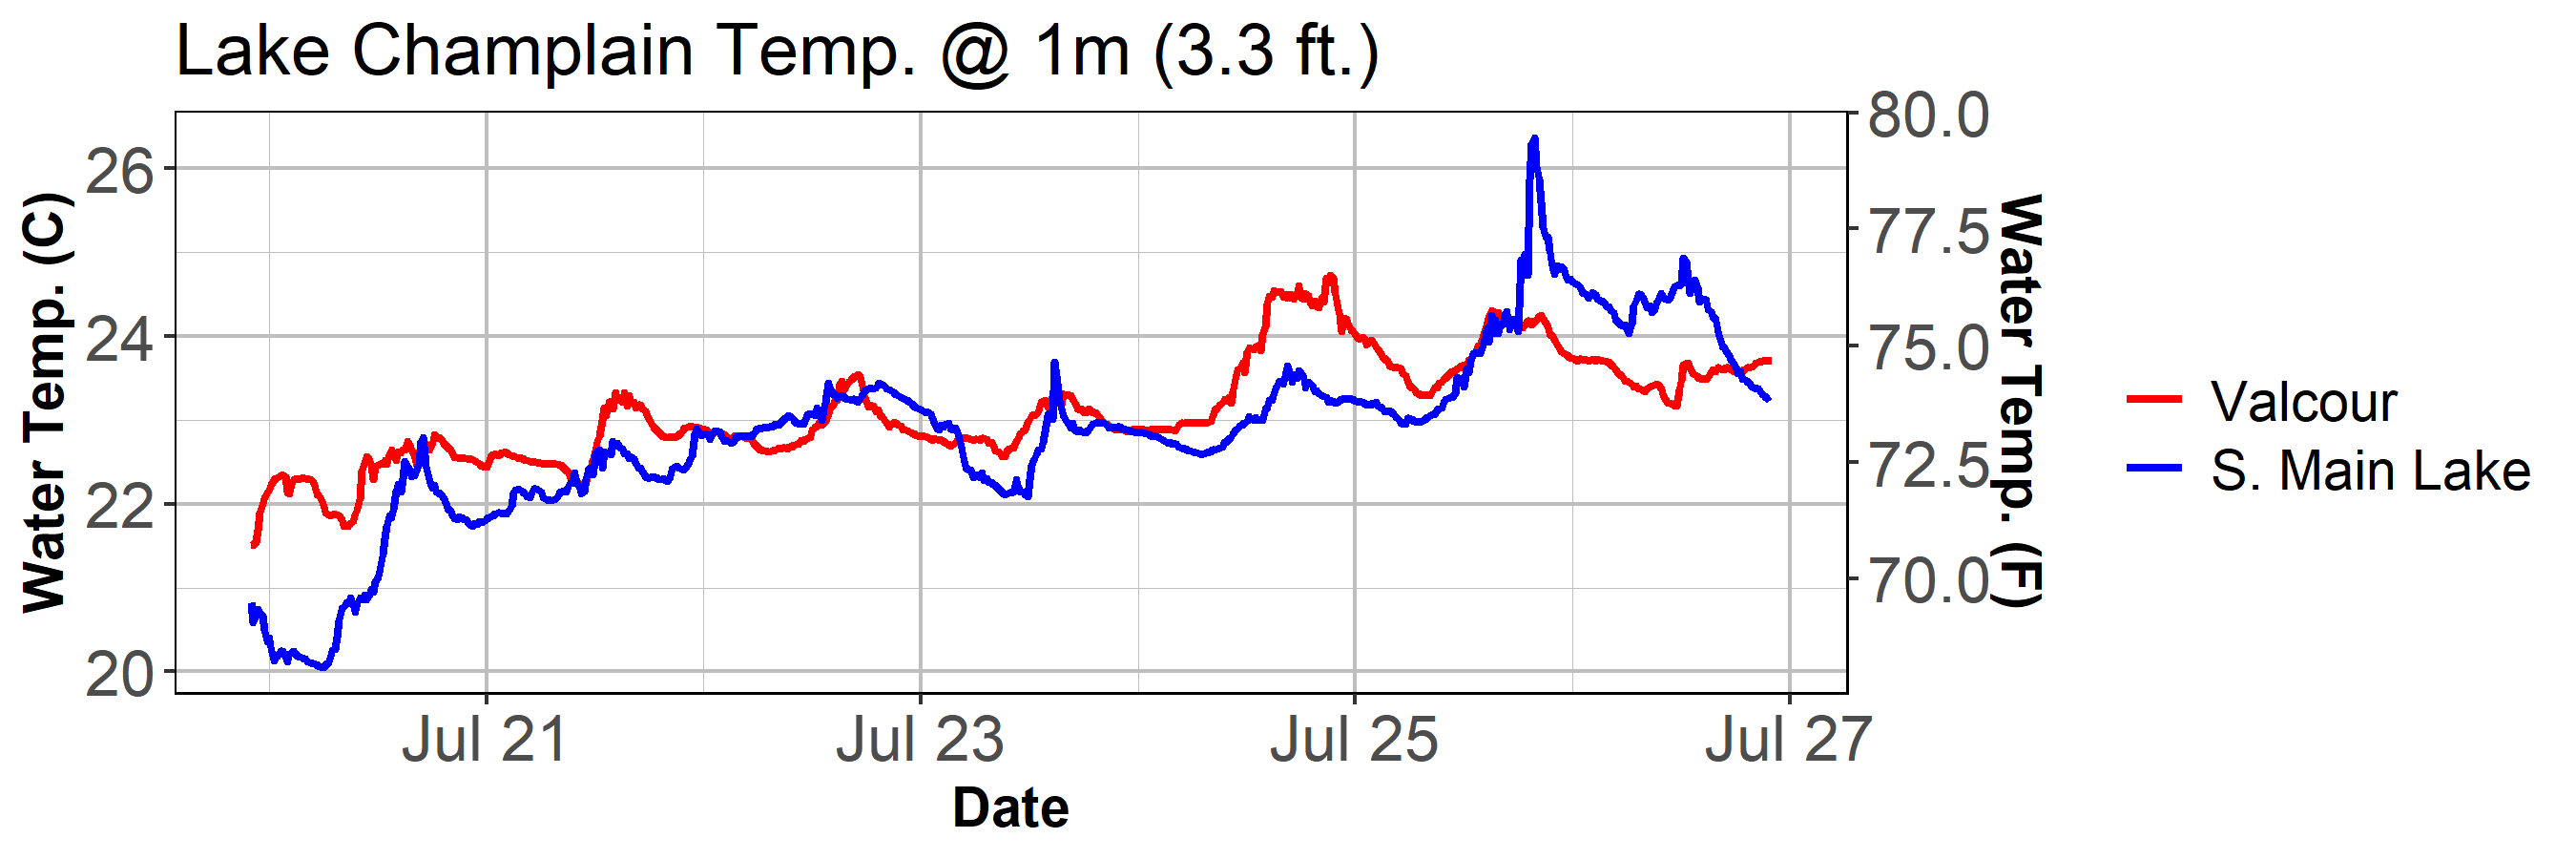 Lake Champlain Temp. @ 1m (3.3 ft.)
Water Temp. (C)
26
24
22
20
80.0
77.5
75.0
72.5
70.0
Water Temp. (F)
Jul 21
Jul 23
Jul 25
Jul 27
Date
Valcour
S. Main Lake